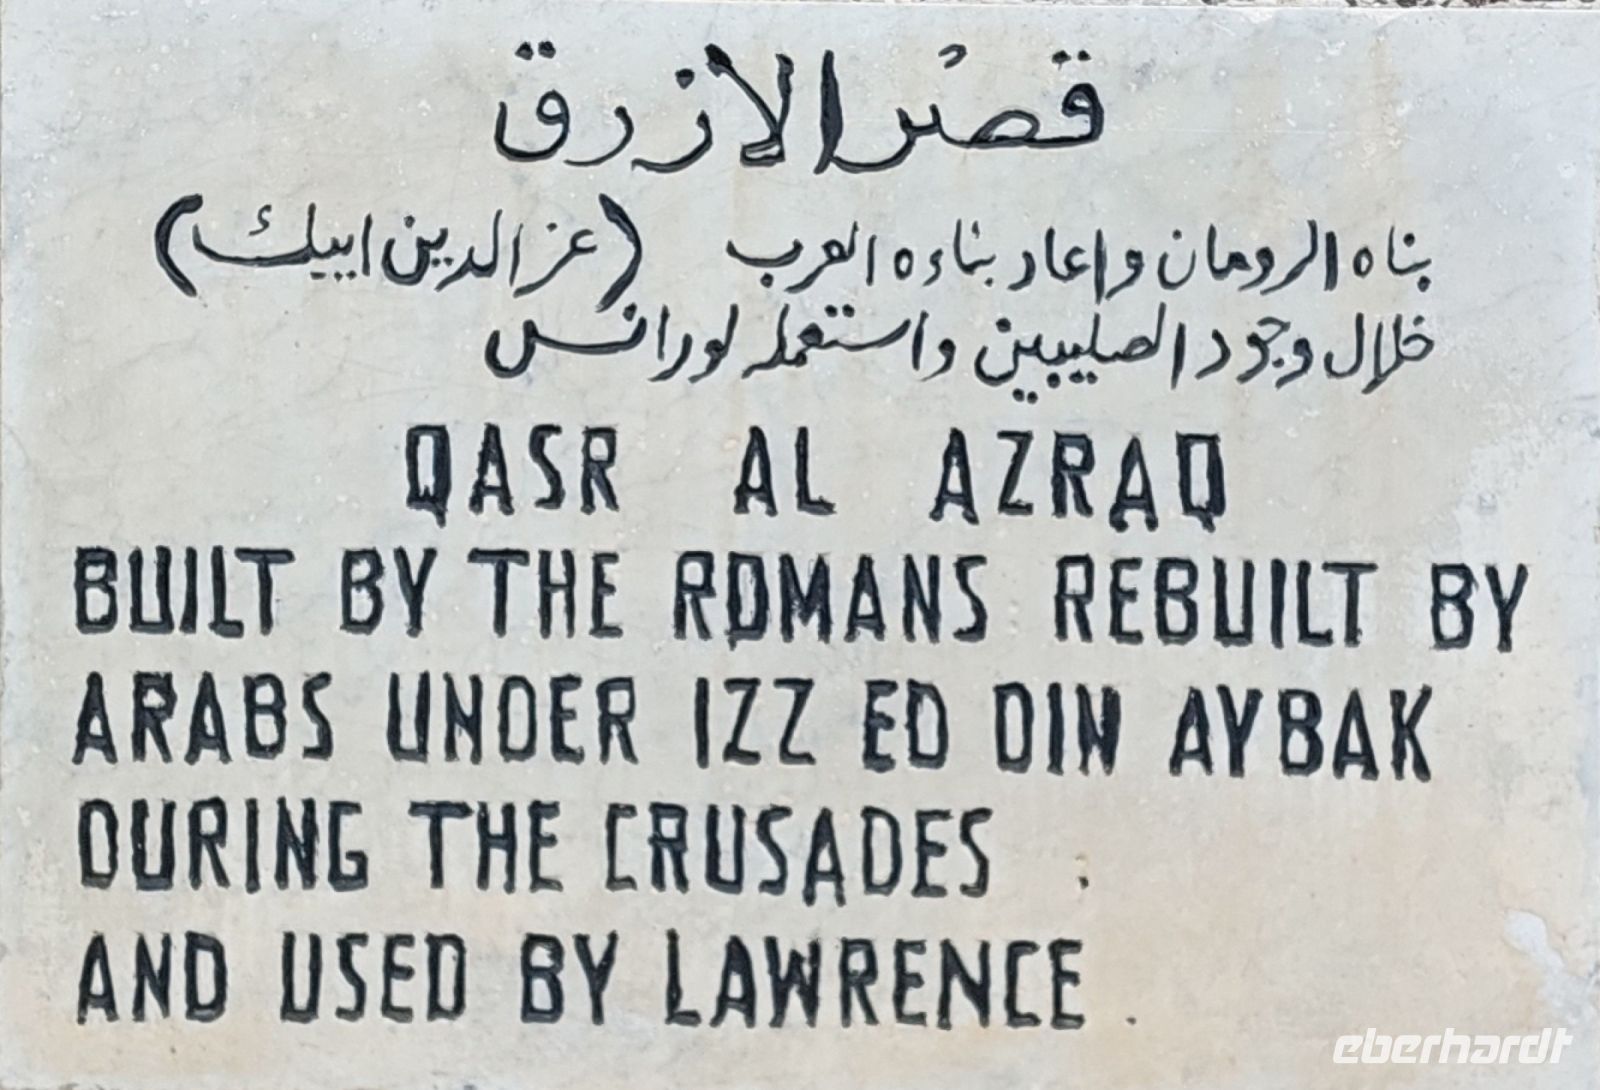 قصر الازرق
بناه الرومان واعاد بناءه العرب (عز الدين ايبك)
خلال وجود الصليبين واستعمله لورانس
QASR AL AZRAQ
BUILT BY THE ROMANS REBUILT BY
ARABS UNDER IZZ ED DIN AYBAK
DURING THE CRUSADES .
AND USED BY LAWRENCE .
eberhardt